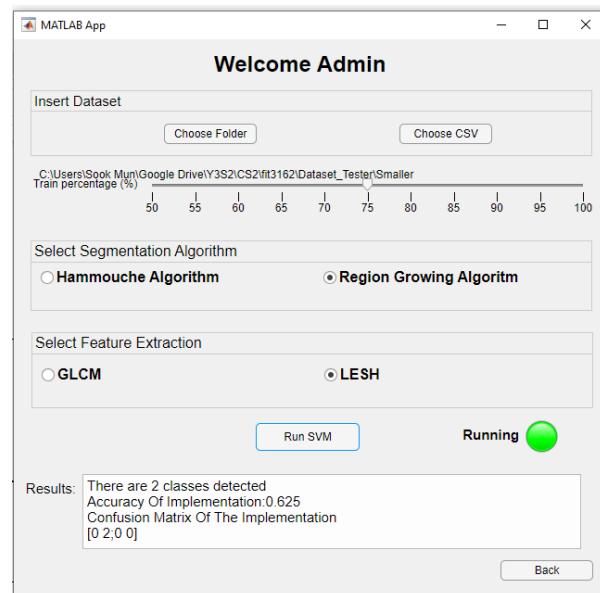 MATLAB App
Welcome Admin
Insert Dataset
Choose Folder Choose CSV
C:\Users\Sook Mun\Google Drive\Y3S2\CS2\fit3162\Dataset_Tester\Smaller
Train percentage (%)
50 55 60 65 70 75 80 85 90 95 100
Select Segmentation Algorithm
Hammouche Algorithm Region Growing Algoritm
Select Feature Extraction
GLCM LESH
Run SVM Running
Results: There are 2 classes detected
Accuracy Of Implementation:0.625
Confusion Matrix Of The Implementation
[0 2;0 0]
Back